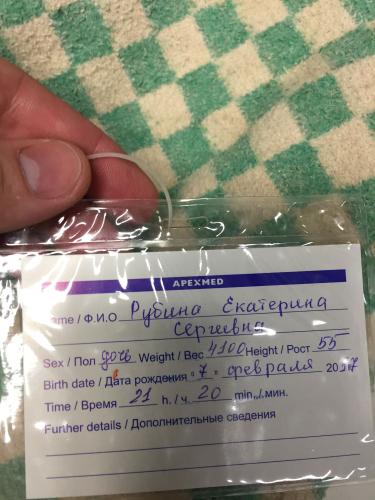 APEXMED
Name / Ф.И.О Рубина Екатерина
Сергеевна
Sex / Пол дочь Weight / Вес 4100 Height / Рост 55
Birth date / Дата рождения "7" февраля 2017
Time / Время 21 h. / ч. 20 min. / мин.
Further details / Дополнительные сведения